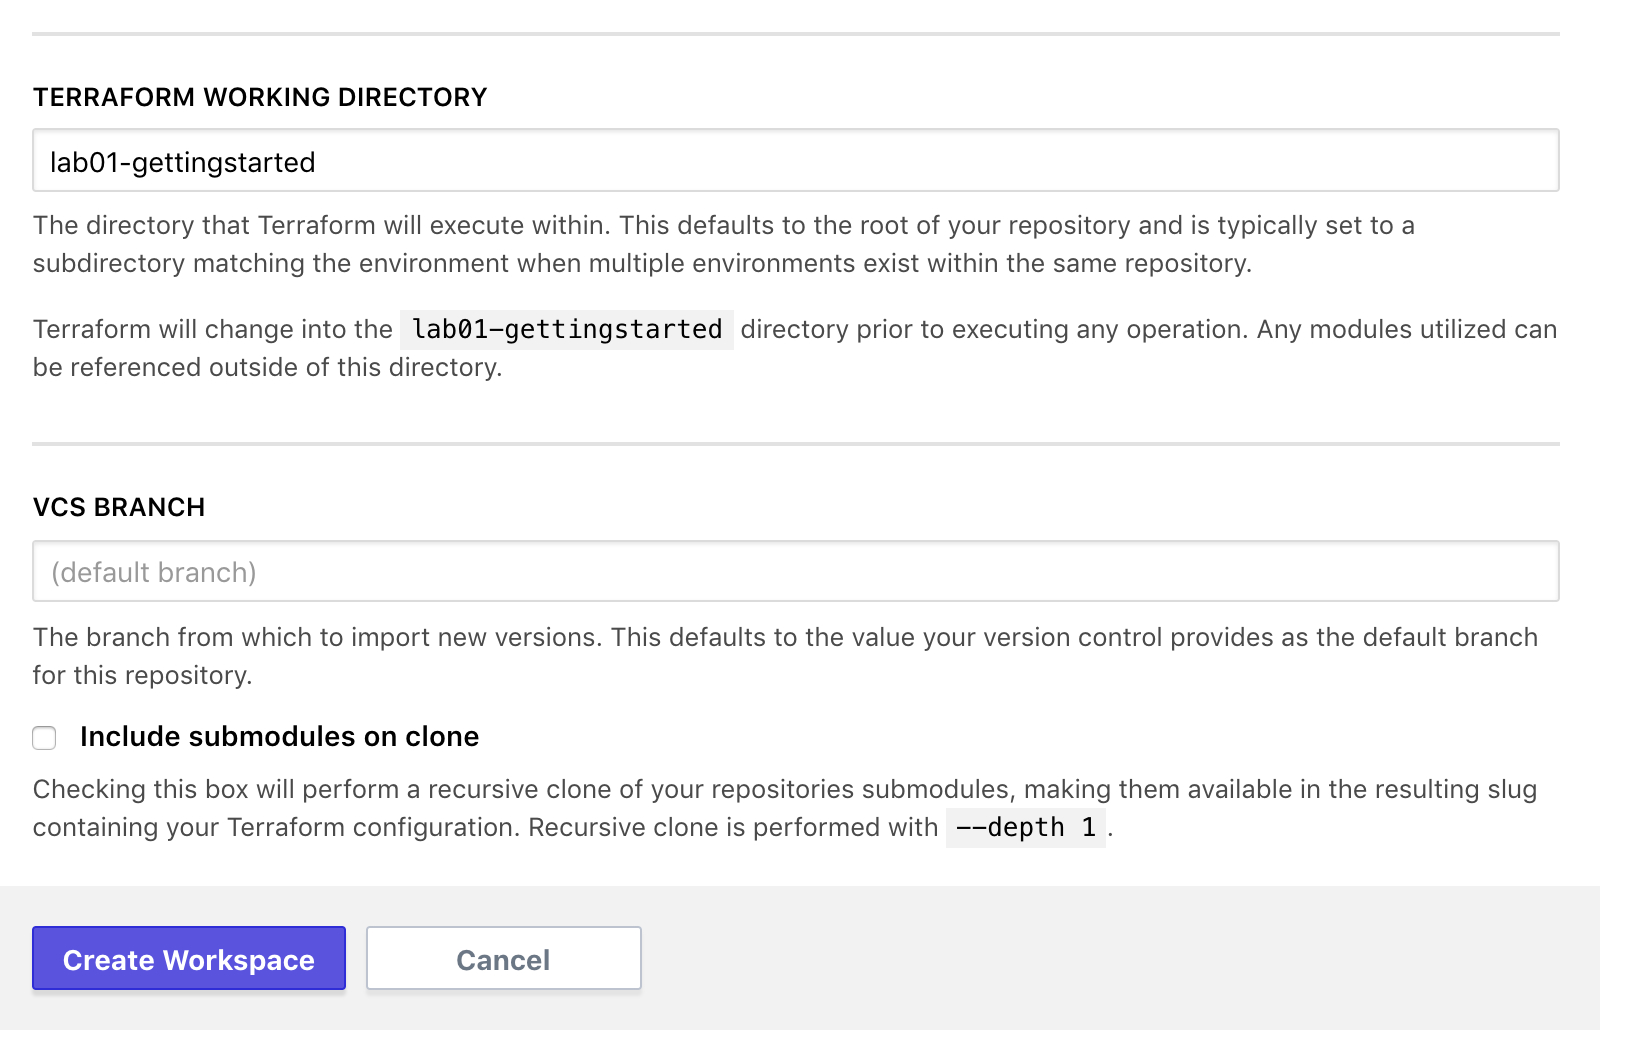 TERRAFORM WORKING DIRECTORY
lab01-gettingstarted
The directory that Terraform will execute within. This defaults to the root of your repository and is typically set to a
subdirectory matching the environment when multiple environments exist within the same repository.
Terraform will change into the lab01-gettingstarted directory prior to executing any operation. Any modules utilized can
be referenced outside of this directory.
VCS BRANCH
(default branch)
The branch from which to import new versions. This defaults to the value your version control provides as the default branch
for this repository.
Include submodules on clone
Checking this box will perform a recursive clone of your repositories submodules, making them available in the resulting slug
containing your Terraform configuration. Recursive clone is performed with --depth 1.
Create Workspace
Cancel